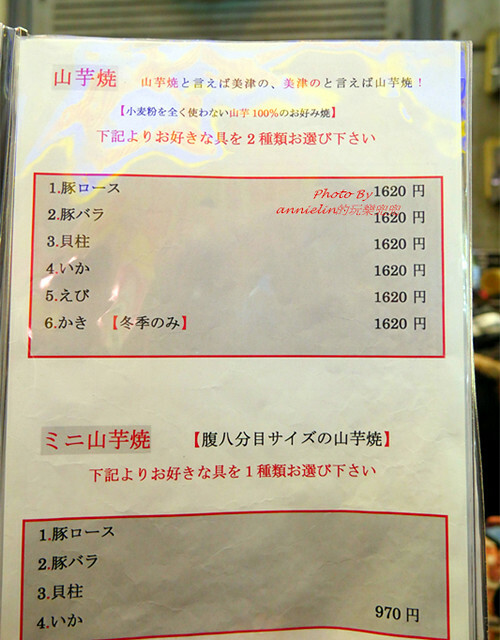 山芋焼 山芋焼と言えば美津の、美津のと言えば山芋焼！
【小麦粉を全く使わない山芋100%のお好み焼】
下記よりお好きな具を2種類お選び下さい
1.豚ロース 1620円
2.豚バラ 1620円
3.貝柱 1620円
4.いか 1620円
5.えび 1620円
6.かき 【冬季のみ】 1620円
Photo By
annielin的玩樂兜兜
ミニ山芋焼 【腹八分目サイズの山芋焼】
下記よりお好きな具を1種類お選び下さい
1.豚ロース
2.豚バラ
3.貝柱
4.いか 970円